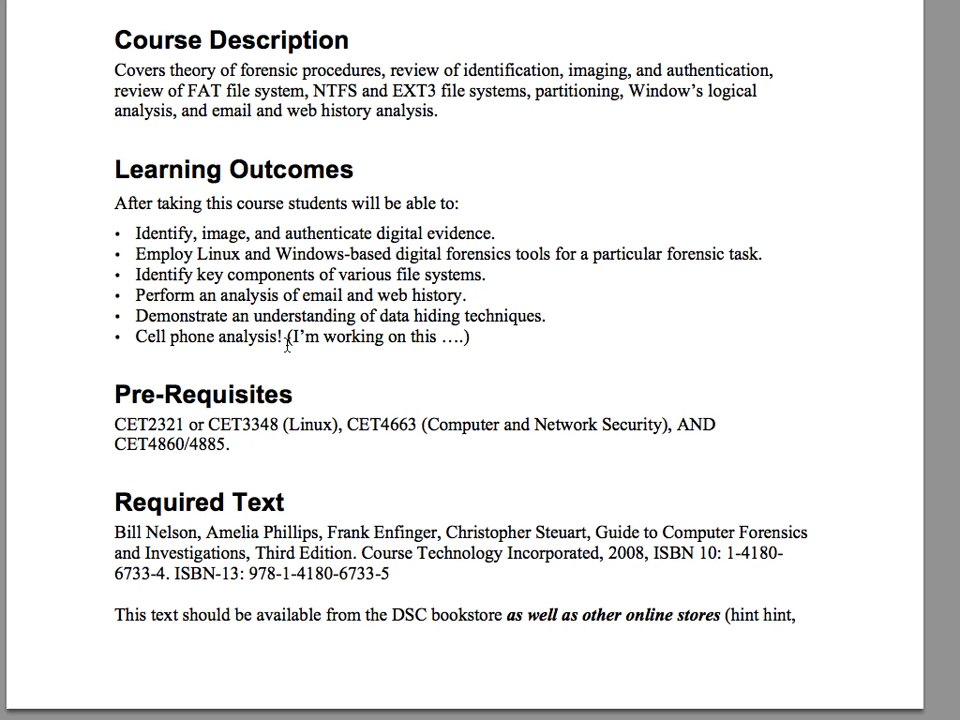 Course Description
Covers theory of forensic procedures, review of identification, imaging, and authentication,
review of FAT file system, NTFS and EXT3 file systems, partitioning, Window’s logical
analysis, and email and web history analysis.
Learning Outcomes
After taking this course students will be able to:
• Identify, image, and authenticate digital evidence.
• Employ Linux and Windows-based digital forensics tools for a particular forensic task.
• Identify key components of various file systems.
• Perform an analysis of email and web history.
• Demonstrate an understanding of data hiding techniques.
• Cell phone analysis! (I’m working on this ….)
Pre-Requisites
CET2321 or CET3348 (Linux), CET4663 (Computer and Network Security), AND
CET4860/4885.
Required Text
Bill Nelson, Amelia Phillips, Frank Enfinger, Christopher Steuart, Guide to Computer Forensics
and Investigations, Third Edition. Course Technology Incorporated, 2008, ISBN 10: 1-4180-
6733-4. ISBN-13: 978-1-4180-6733-5
This text should be available from the DSC bookstore as well as other online stores (hint hint,